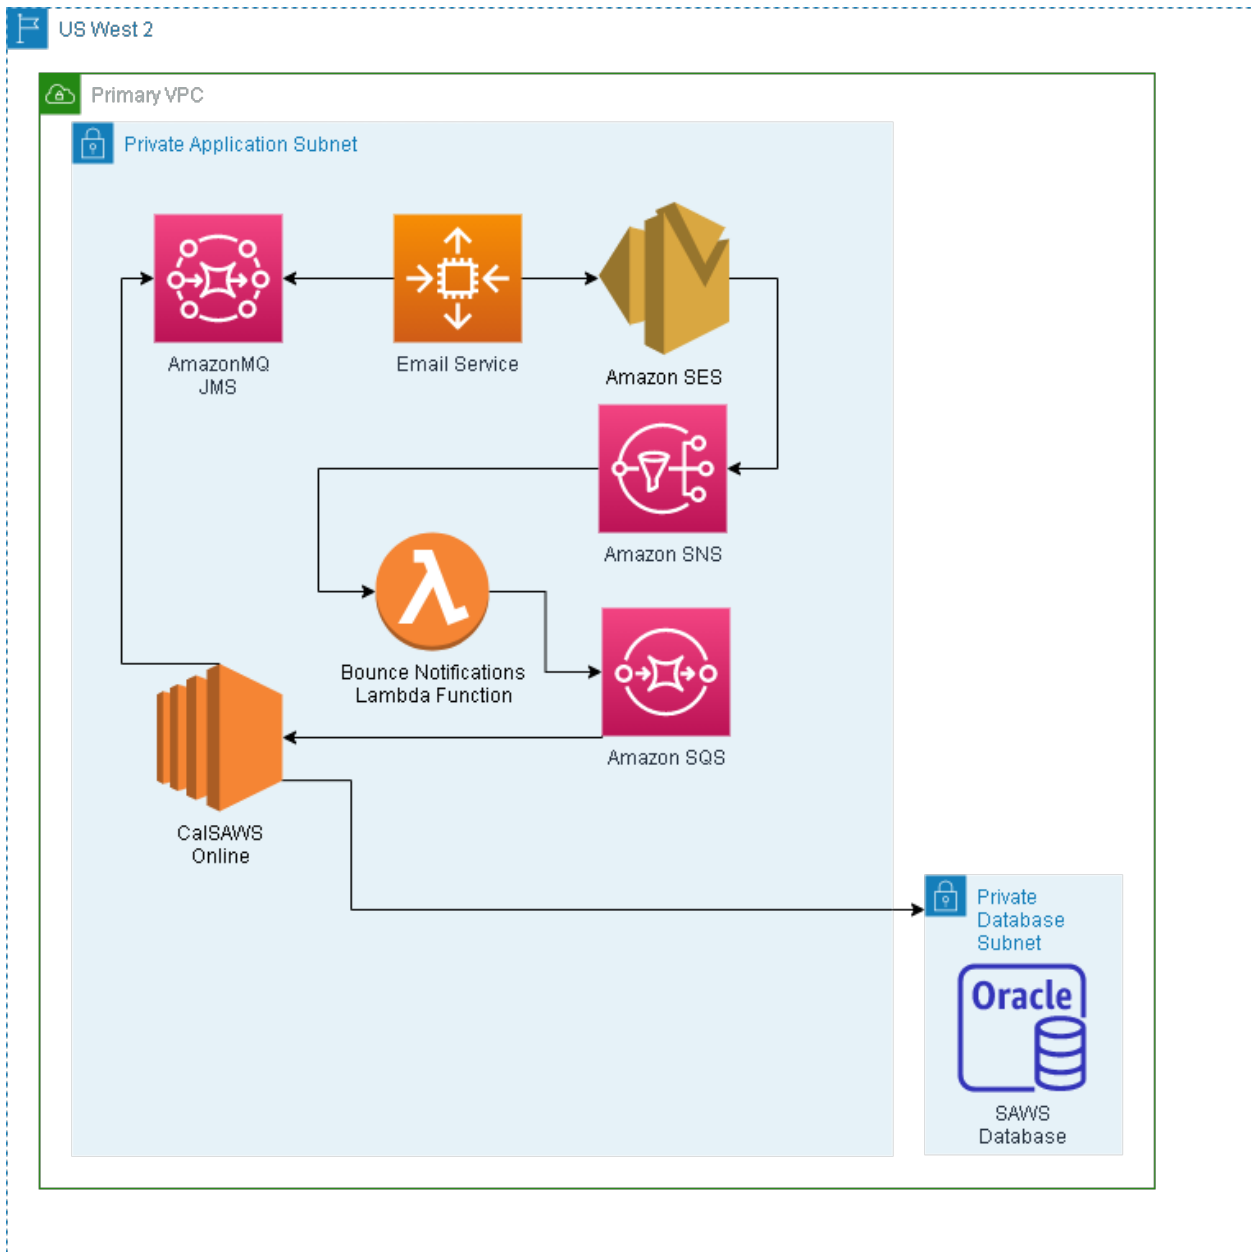 US West 2
Primary VPC
Private Application Subnet
AmazonMQ
JMS
Email Service
Amazon SES
Amazon SNS
Bounce Notifications
Lambda Function
Amazon SQS
CalSAWS
Online
Private
Database
Subnet
Oracle
SAWS
Database